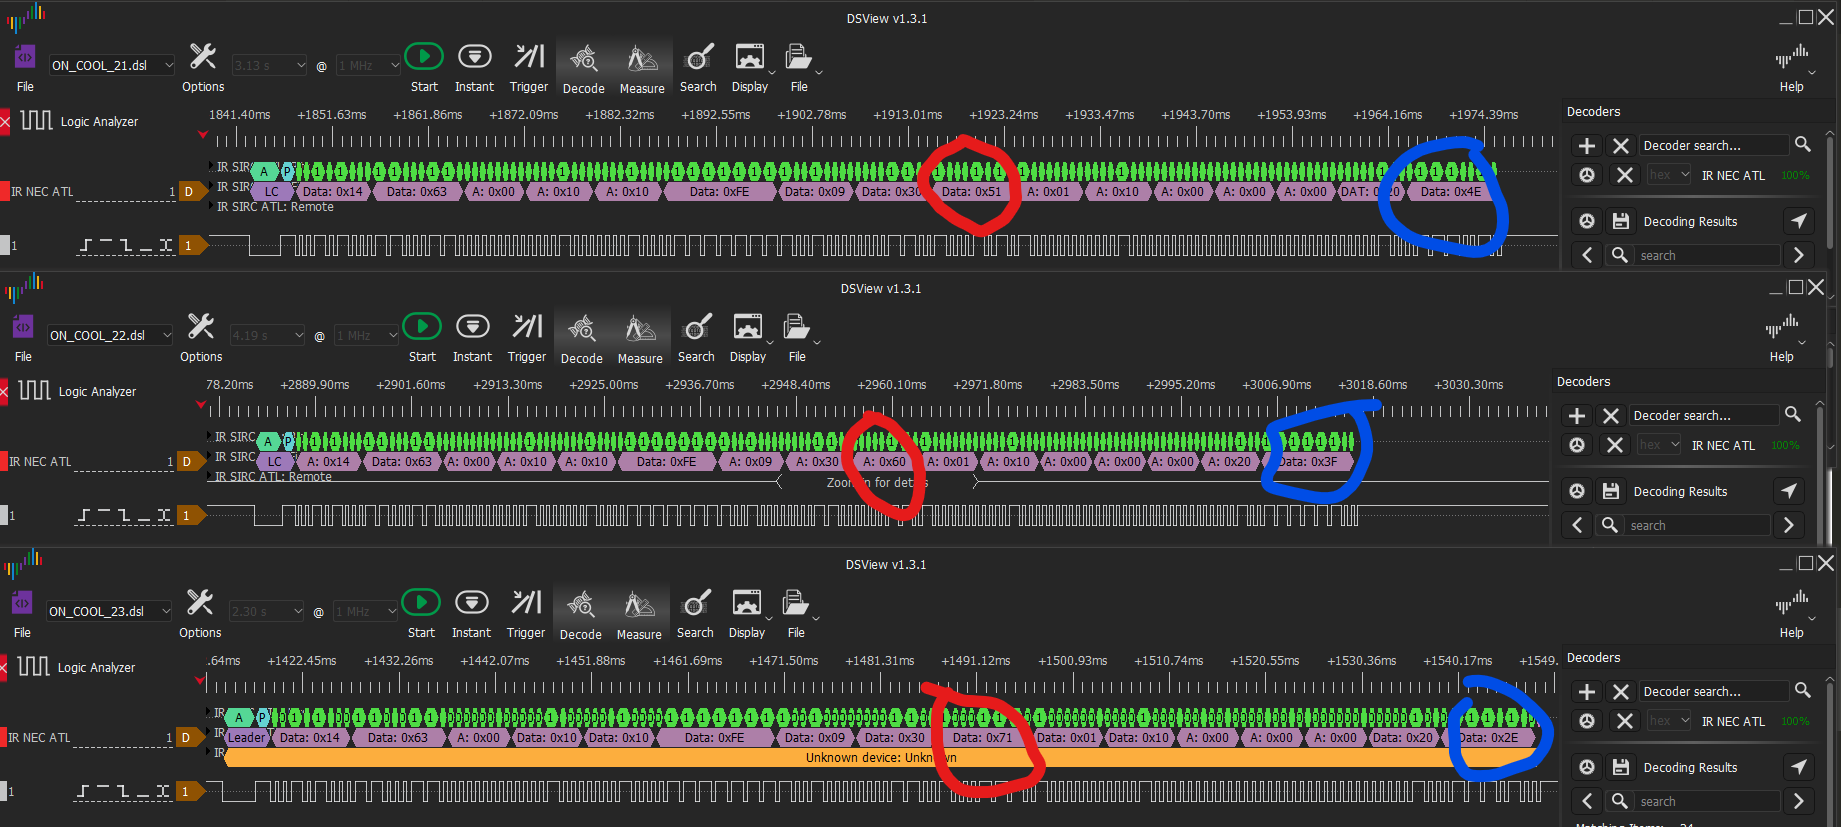 DSView v1.3.1
ON_COOL_21.dsl 3.13 s @ 1 MHz
File Options Start Instant Trigger Decode Measure Search Display File Help
Logic Analyzer
1841.40ms +1851.63ms +1861.86ms +1872.09ms +1882.32ms +1892.55ms +1902.78ms +1913.01ms +1923.24ms +1933.47ms +1943.70ms +1953.93ms +1964.16ms +1974.39ms
Decoders
Decoder search...
hex IR NEC ATL 100%
IR SIRC A P
IR NEC ATL 1 D IR SIRC LC Data: 0x14 Data: 0x63 A: 0x00 A: 0x10 A: 0x10 Data: 0xFE Data: 0x09 Data: 0x30 Data: 0x51 A: 0x01 A: 0x10 A: 0x00 A: 0x00 A: 0x00 Data: 0x4E
IR SIRC ATL: Remote
Decoding Results
1 1
search
DSView v1.3.1
ON_COOL_22.dsl 4.19 s @ 1 MHz
File Options Start Instant Trigger Decode Measure Search Display File Help
Logic Analyzer
78.20ms +2889.90ms +2901.60ms +2913.30ms +2925.00ms +2936.70ms +2948.40ms +2960.10ms +2971.80ms +2983.50ms +2995.20ms +3006.90ms +3018.60ms +3030.30ms
Decoders
Decoder search...
hex IR NEC ATL 100%
IR SIRC A P
IR NEC ATL 1 D IR SIRC LC A: 0x14 Data: 0x63 A: 0x00 A: 0x10 A: 0x10 Data: 0xFE A: 0x09 A: 0x30 A: 0x60 A: 0x01 A: 0x10 A: 0x00 A: 0x00 A: 0x00 A: 0x20 Data: 0x3F
IR SIRC ATL: Remote
Zoom in for details
Decoding Results
1 1
search
DSView v1.3.1
ON_COOL_23.dsl 2.30 s @ 1 MHz
File Options Start Instant Trigger Decode Measure Search Display File Help
Logic Analyzer
.64ms +1422.45ms +1432.26ms +1442.07ms +1451.88ms +1461.69ms +1471.50ms +1481.31ms +1491.12ms +1500.93ms +1510.74ms +1520.55ms +1530.36ms +1540.17ms +1549.
Decoders
Decoder search...
hex IR NEC ATL 100%
IR A P
IR NEC ATL 1 D IR Leader Data: 0x14 Data: 0x63 A: 0x00 Data: 0x10 Data: 0x10 Data: 0xFE Data: 0x09 Data: 0x30 Data: 0x71 Data: 0x01 Data: 0x10 A: 0x00 A: 0x00 A: 0x00 Data: 0x20 Data: 0x2E
IR Unknown device: Unknown
Decoding Results
1 1
search